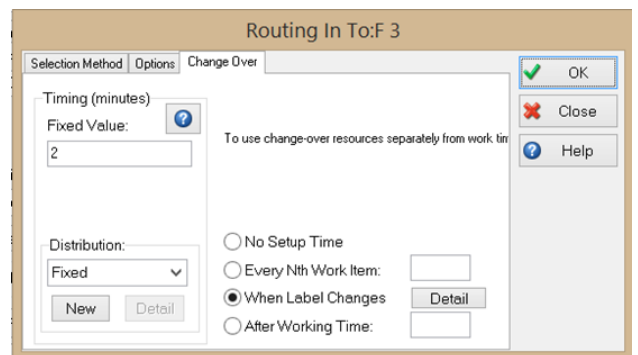 Routing In To:F 3
Selection Method Options Change Over
OK
Close
Help
Timing (minutes)
Fixed Value:
2
To use change-over resources separately from work
Distribution:
Fixed
New Detail
No Setup Time
Every Nth Work Item:
When Label Changes Detail
After Working Time: